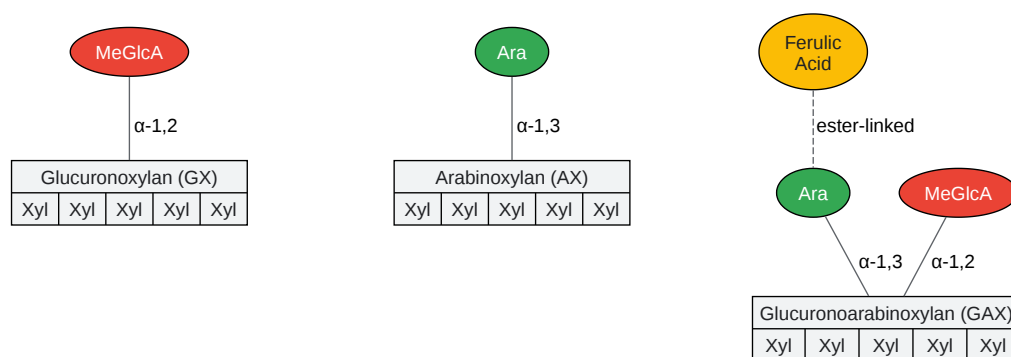 MeGlcA
α-1,2
Glucuronoxylan (GX)
Xyl Xyl Xyl Xyl Xyl
Ara
α-1,3
Arabinoxylan (AX)
Xyl Xyl Xyl Xyl Xyl
Ferulic
Acid
ester-linked
Ara
MeGlcA
α-1,3
α-1,2
Glucuronoarabinoxylan (GAX)
Xyl Xyl Xyl Xyl Xyl